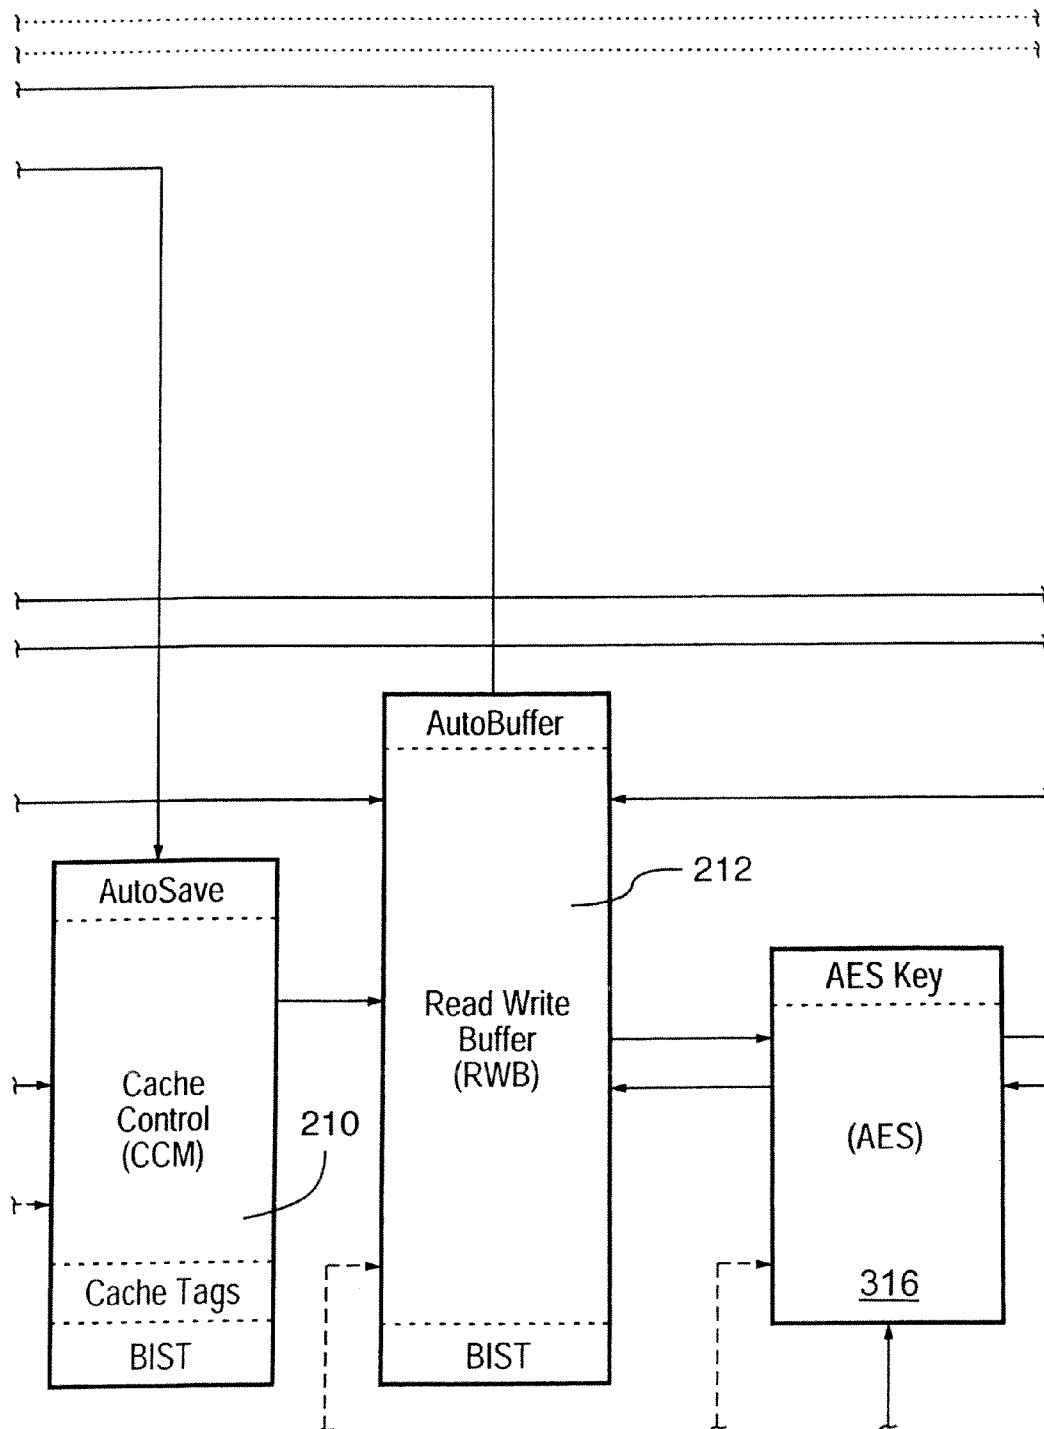 AutoBuffer
212
AutoSave
AES Key
Read Write
Buffer
(RWB)
Cache
Control
(CCM)
210
(AES)
316
Cache Tags
BIST
BIST